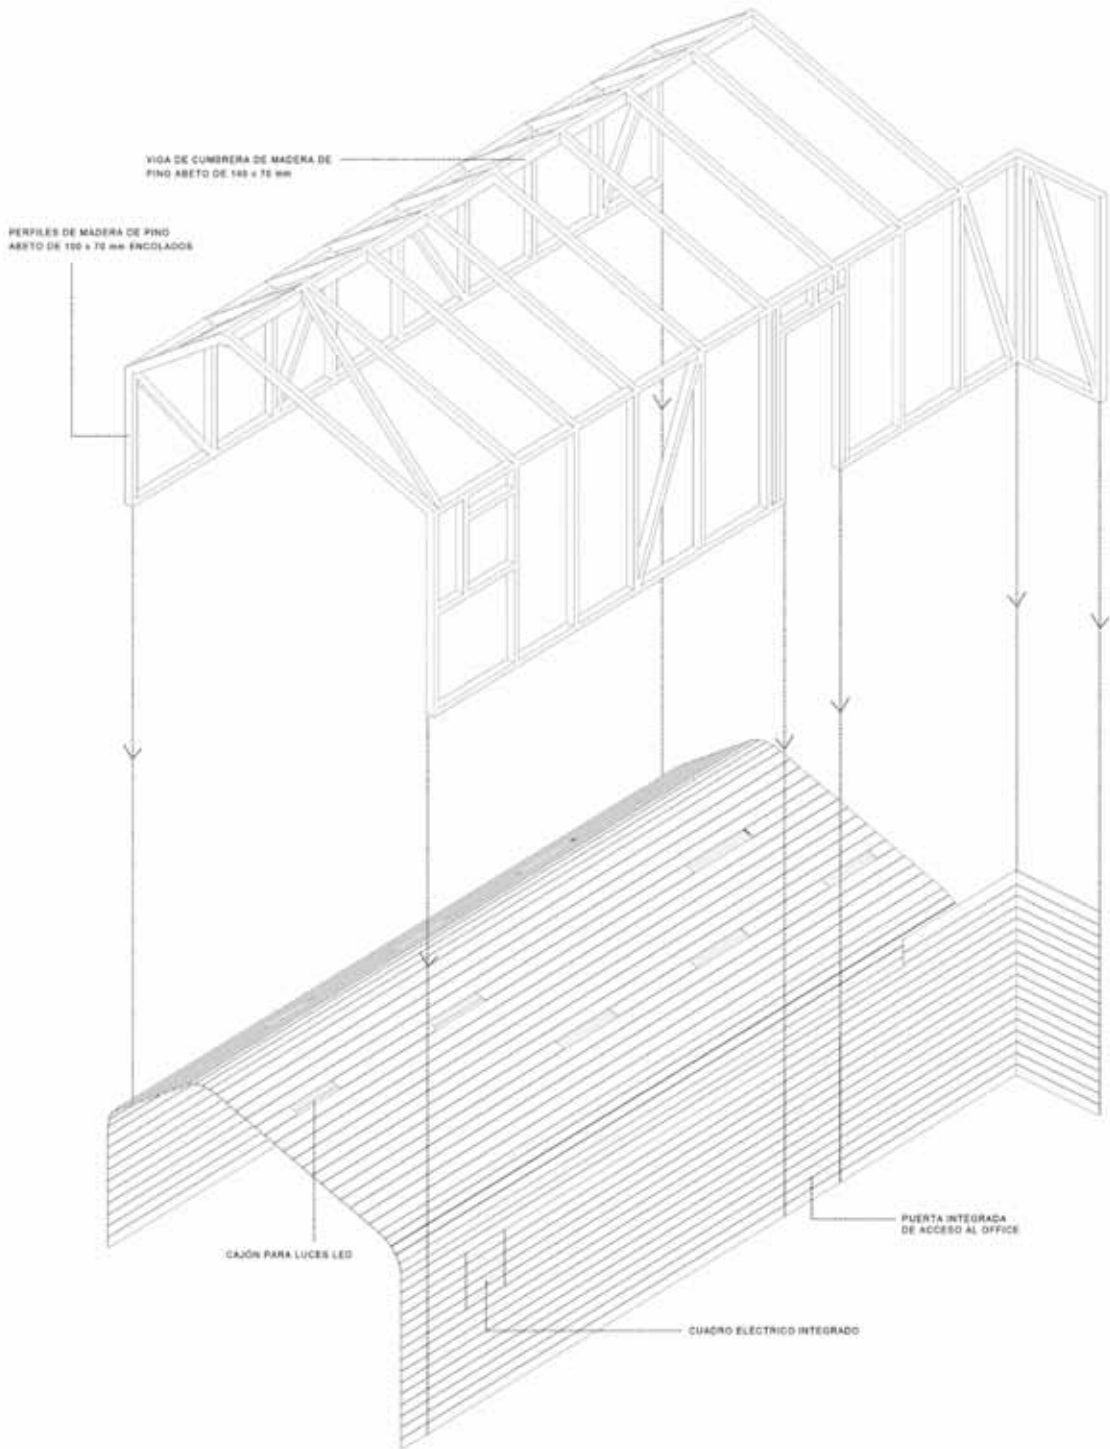 VIGA DE CUMBRERA DE MADERA DE
PINO ABETO DE 140 x 70 mm
PERFILES DE MADERA DE PINO
ABETO DE 100 x 70 mm ENCOLADOS
PUERTA INTEGRADA
DE ACCESO AL OFFICE
CAJÓN PARA LUCES LED
CUADRO ELÉCTRICO INTEGRADO